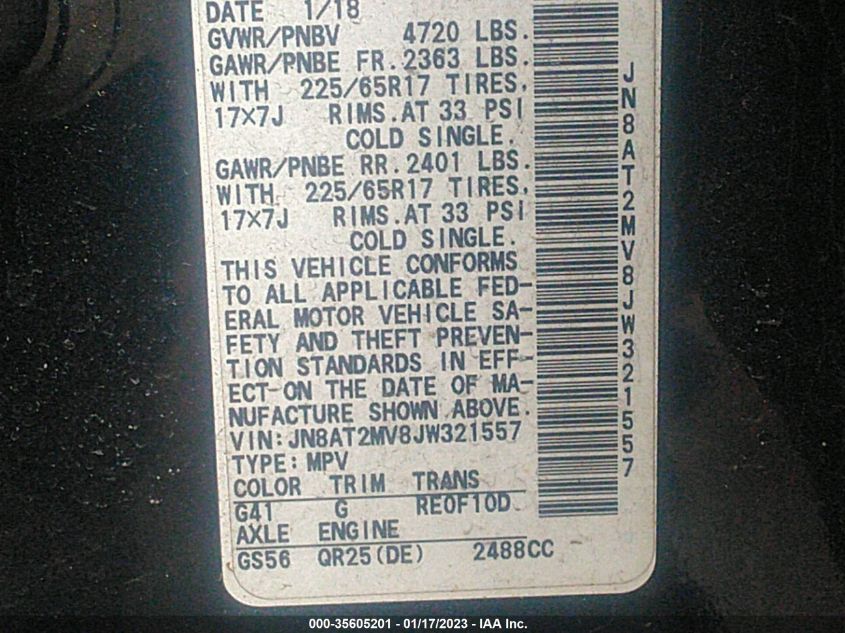 DATE 1/18
GVWR/PNBV 4720 LBS.
GAWR/PNBE FR. 2363 LBS.
WITH 225/65R17 TIRES,
17×7J RIMS.AT 33 PSI
COLD SINGLE.
GAWR/PNBE RR. 2401 LBS.
WITH 225/65R17 TIRES,
17×7J RIMS.AT 33 PSI
COLD SINGLE.
THIS VEHICLE CONFORMS
TO ALL APPLICABLE FED-
ERAL MOTOR VEHICLE SA-
FETY AND THEFT PREVEN-
TION STANDARDS IN EFF-
ECT ON THE DATE OF MA-
NUFACTURE SHOWN ABOVE.
VIN:JN8AT2MV8JW321557
TYPE:MPV
COLOR TRIM TRANS
G41 G RE0F10D
AXLE ENGINE
GS56 QR25(DE) 2488CC
JN8AT2MV8JW321557
000-35605201 - 01/17/2023 - IAA Inc.